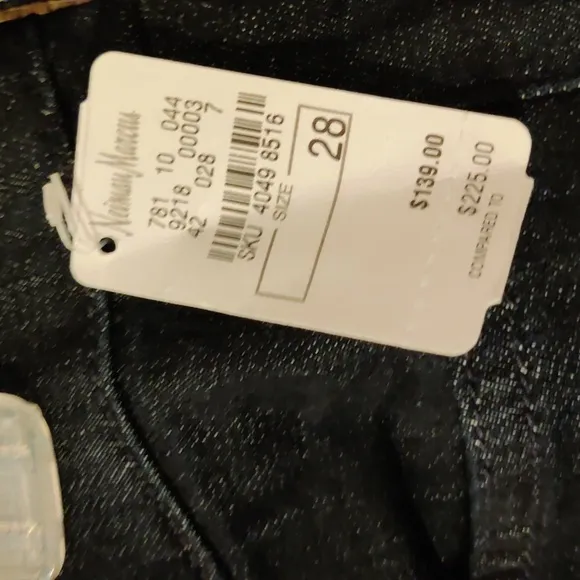 Neiman Marcus
781 10 044
9218 00003
42 028 7
SKU 4049 8516
SIZE
28
$139.00
$225.00
COMPARED TO